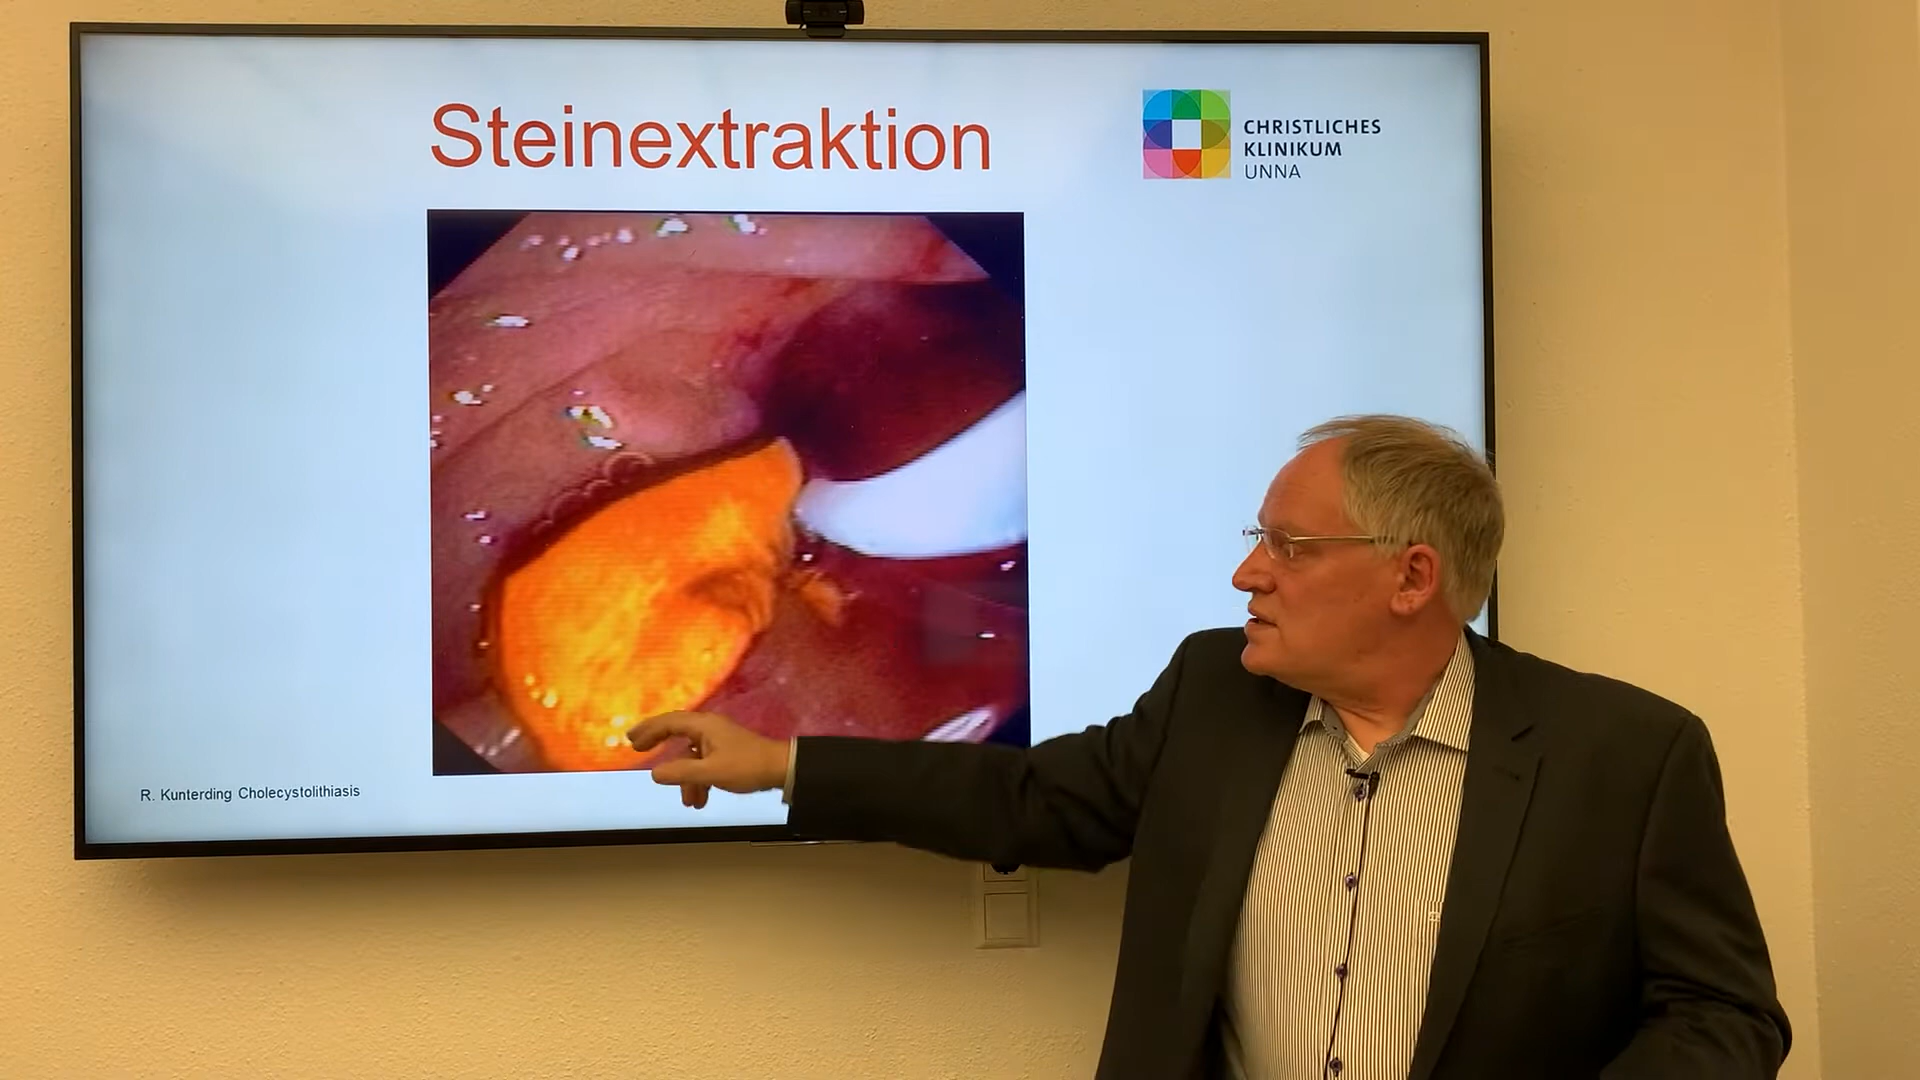 Steinextraktion
CHRISTLICHES
KLINIKUM
UNNA
R. Kunterding Cholecystolithiasis